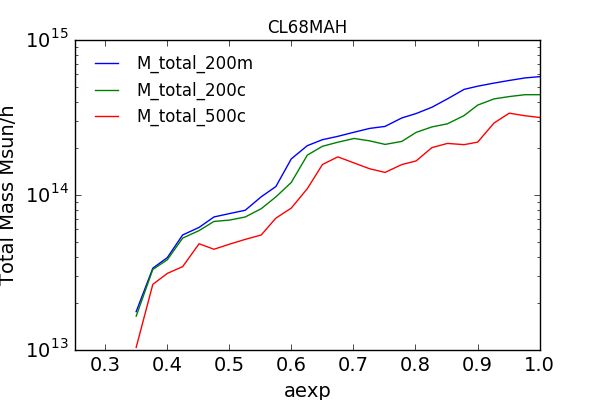 CL68MAH
10^15
10^14
10^13
Total Mass Msun/h
M_total_200m
M_total_200c
M_total_500c
0.3 0.4 0.5 0.6 0.7 0.8 0.9 1.0
aexp